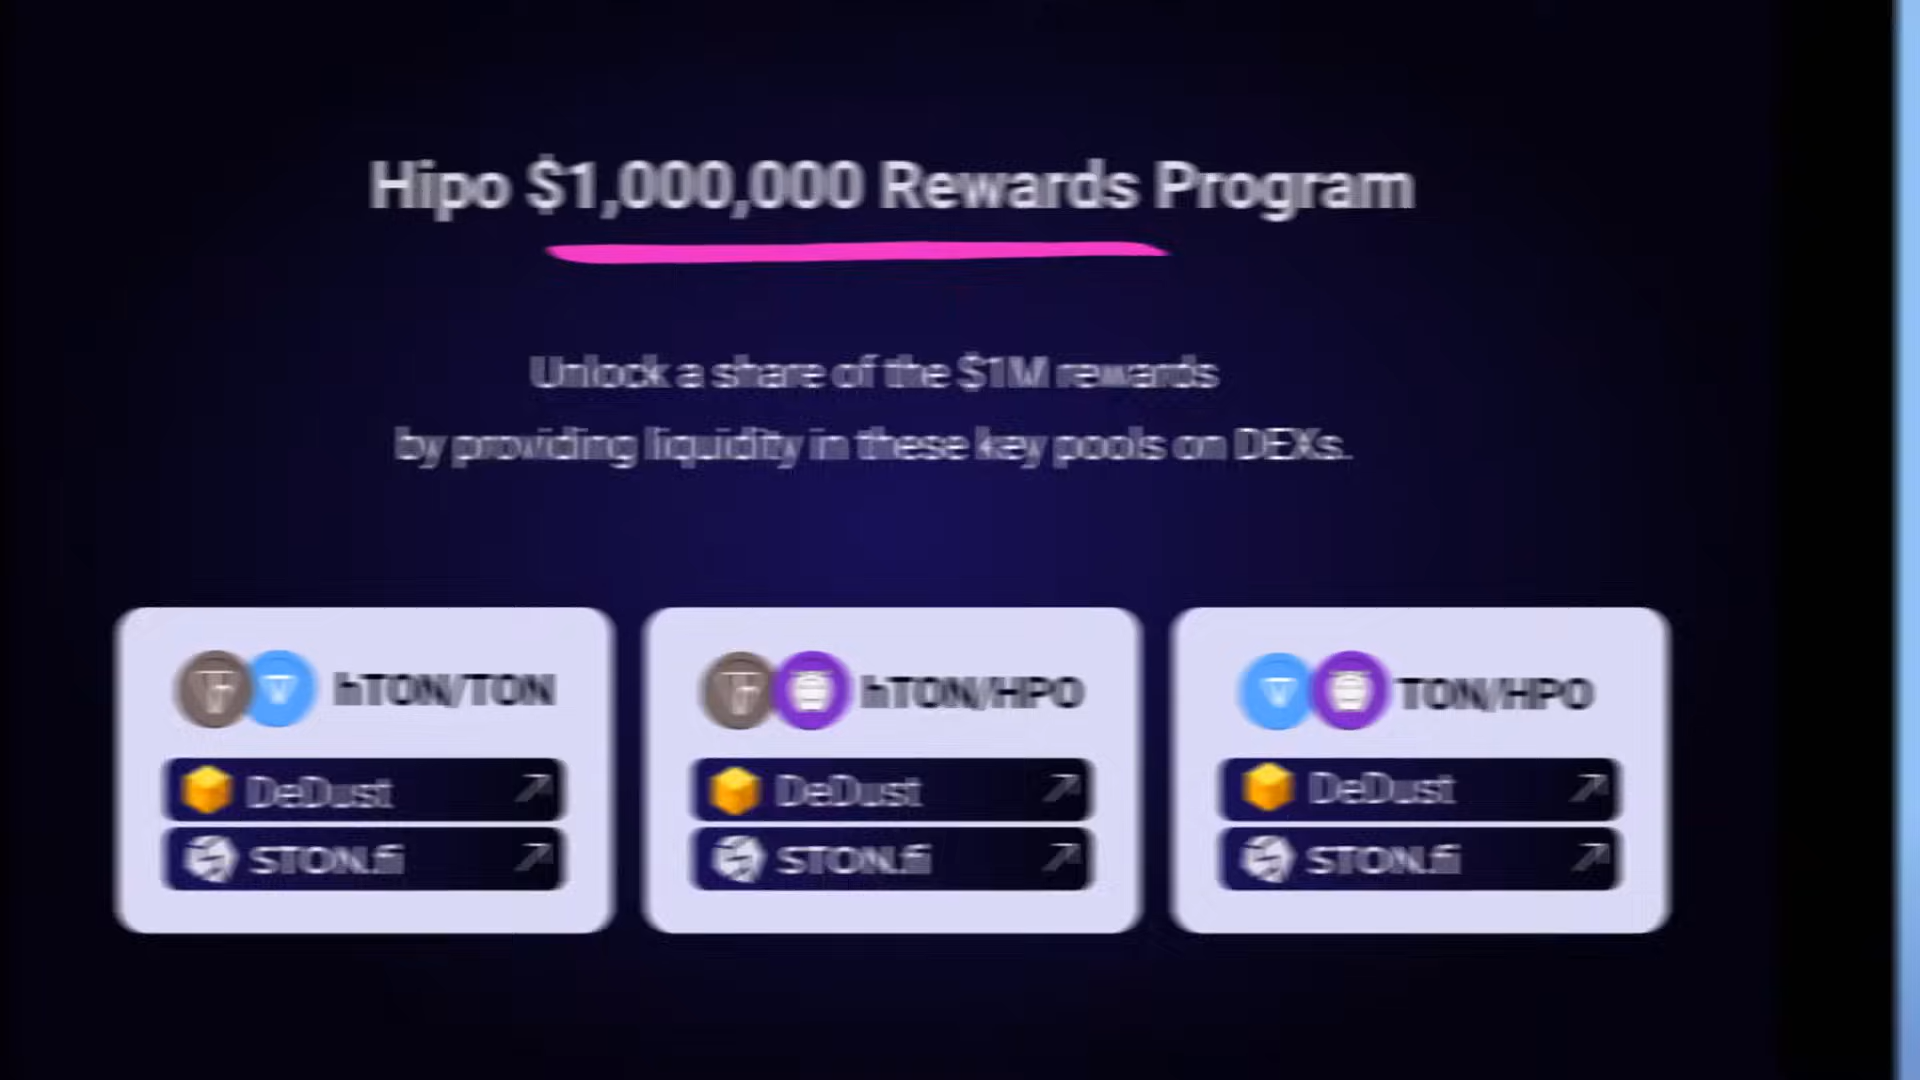 Hipo $1,000,000 Rewards Program
Unlock a share of the $1M rewards
by providing liquidity in these key pools on DEXs.
hTON/TON
DeDust
STON.fi
hTON/HPO
DeDust
STON.fi
TON/HPO
DeDust
STON.fi